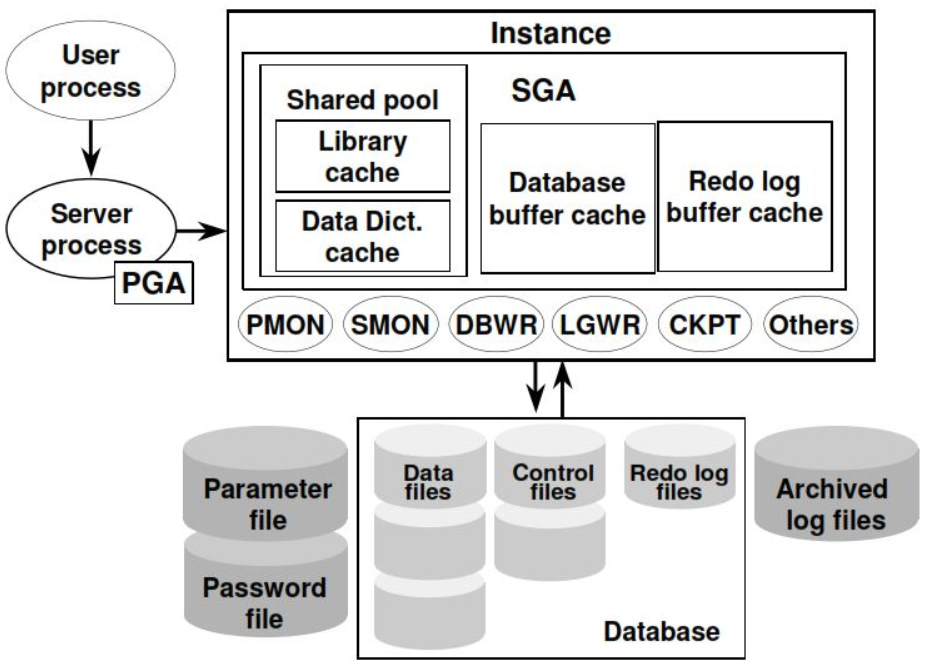 User
process
Server
process
PGA
Instance
SGA
Shared pool
Library
cache
Data Dict.
cache
Database
buffer cache
Redo log
buffer cache
PMON
SMON
DBWR
LGWR
CKPT
Others
Parameter
file
Password
file
Data
files
Control
files
Redo log
files
Database
Archived
log files